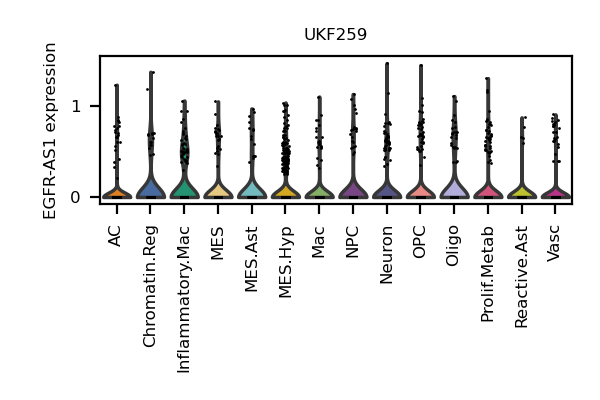 UKF259
EGFR-AS1 expression
1
0
AC
Chromatin.Reg
Inflammatory.Mac
MES
MES.Ast
MES.Hyp
Mac
NPC
Neuron
OPC
Oligo
Prolif.Metab
Reactive.Ast
Vasc